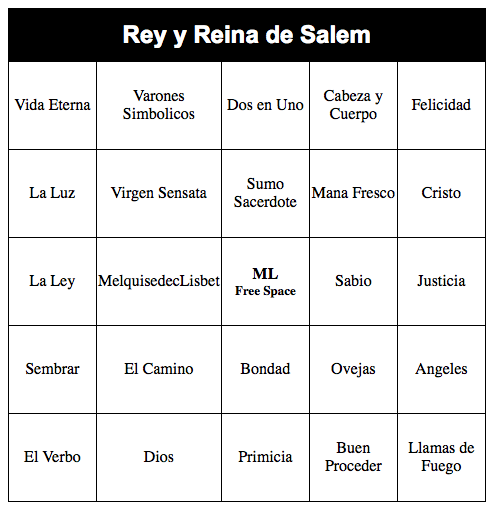 Rey y Reina de Salem
Vida Eterna
Varones
Simbolicos
Dos en Uno
Cabeza y
Cuerpo
Felicidad
La Luz
Virgen Sensata
Sumo
Sacerdote
Mana Fresco
Cristo
La Ley
MelquisedecLisbet
ML
Free Space
Sabio
Justicia
Sembrar
El Camino
Bondad
Ovejas
Angeles
El Verbo
Dios
Primicia
Buen
Proceder
Llamas de
Fuego